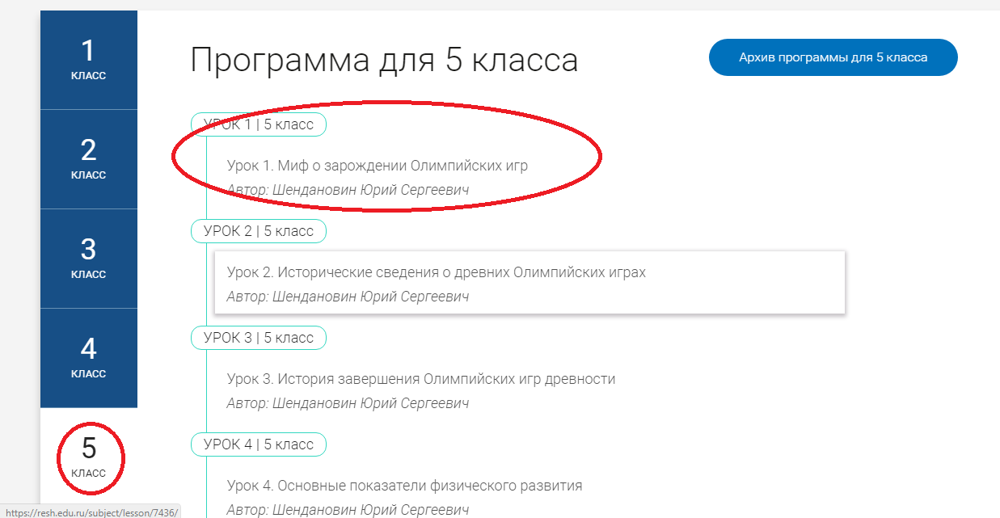 1
КЛАСС
2
КЛАСС
3
КЛАСС
4
КЛАСС
5
КЛАСС
Программа для 5 класса
Архив программы для 5 класса
УРОК 1 | 5 класс
Урок 1. Миф о зарождении Олимпийских игр
Автор: Шендановин Юрий Сергеевич
УРОК 2 | 5 класс
Урок 2. Исторические сведения о древних Олимпийских играх
Автор: Шендановин Юрий Сергеевич
УРОК 3 | 5 класс
Урок 3. История завершения Олимпийских игр древности
Автор: Шендановин Юрий Сергеевич
УРОК 4 | 5 класс
Урок 4. Основные показатели физического развития
Автор: Шендановин Юрий Сергеевич
https://resh.edu.ru/subject/lesson/7436/